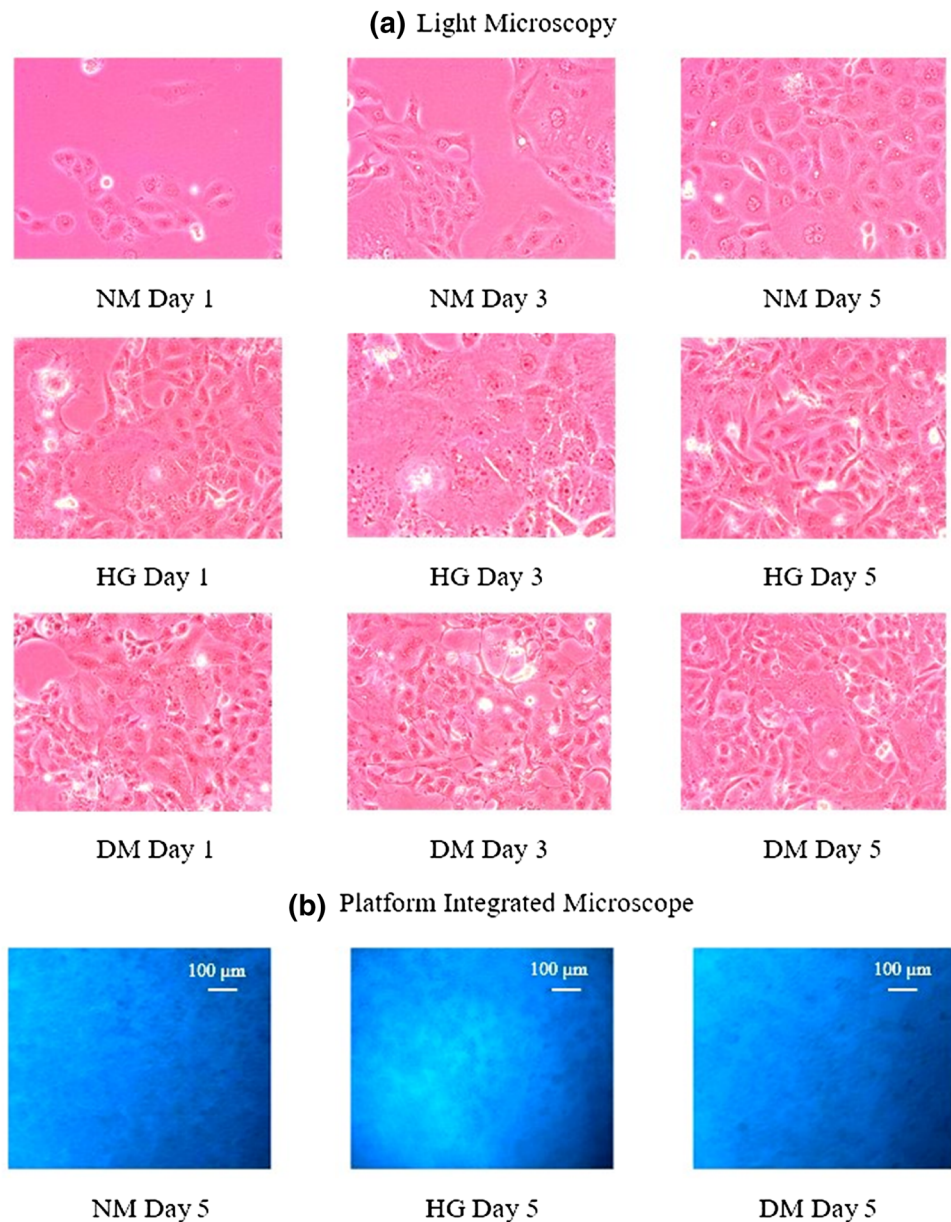 (a) Light Microscopy
NM Day 1
NM Day 3
NM Day 5
HG Day 1
HG Day 3
HG Day 5
DM Day 1
DM Day 3
DM Day 5
(b) Platform Integrated Microscope
100 μm
100 μm
100 μm
NM Day 5
HG Day 5
DM Day 5